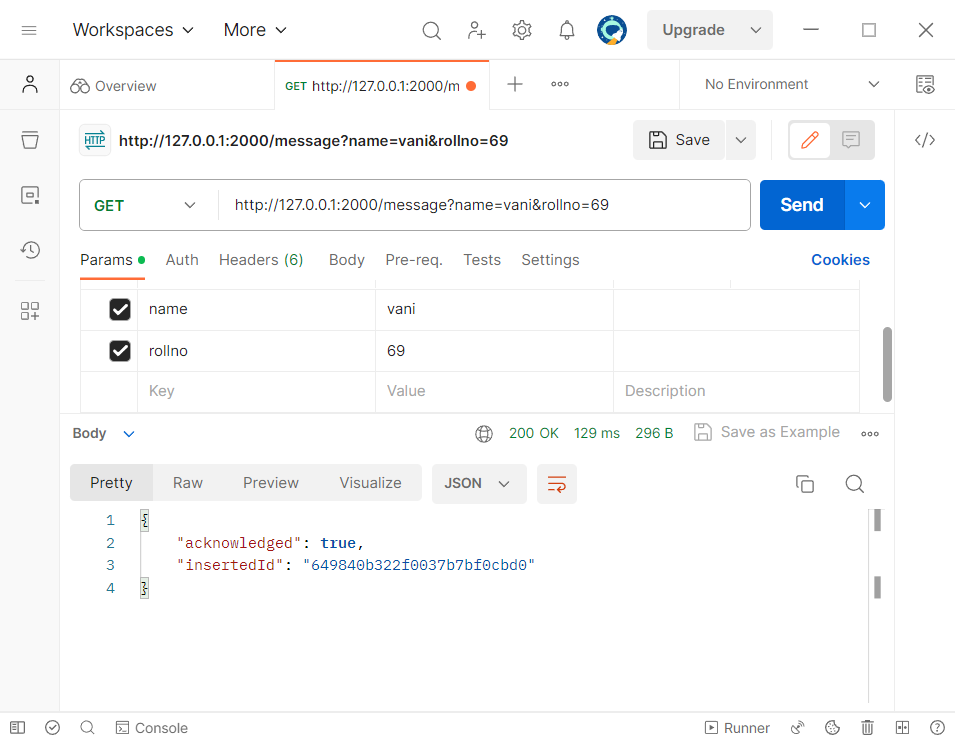 Workspaces More Upgrade
Overview GET http://127.0.0.1:2000/m No Environment
HTTP http://127.0.0.1:2000/message?name=vani&rollno=69 Save
GET http://127.0.0.1:2000/message?name=vani&rollno=69 Send
Params Auth Headers (6) Body Pre-req. Tests Settings Cookies
name vani
rollno 69
Key Value Description
Body 200 OK 129 ms 296 B Save as Example
Pretty Raw Preview Visualize JSON
1 {
2 "acknowledged": true,
3 "insertedId": "649840b322f0037b7bf0cbd0"
4 }
Console Runner